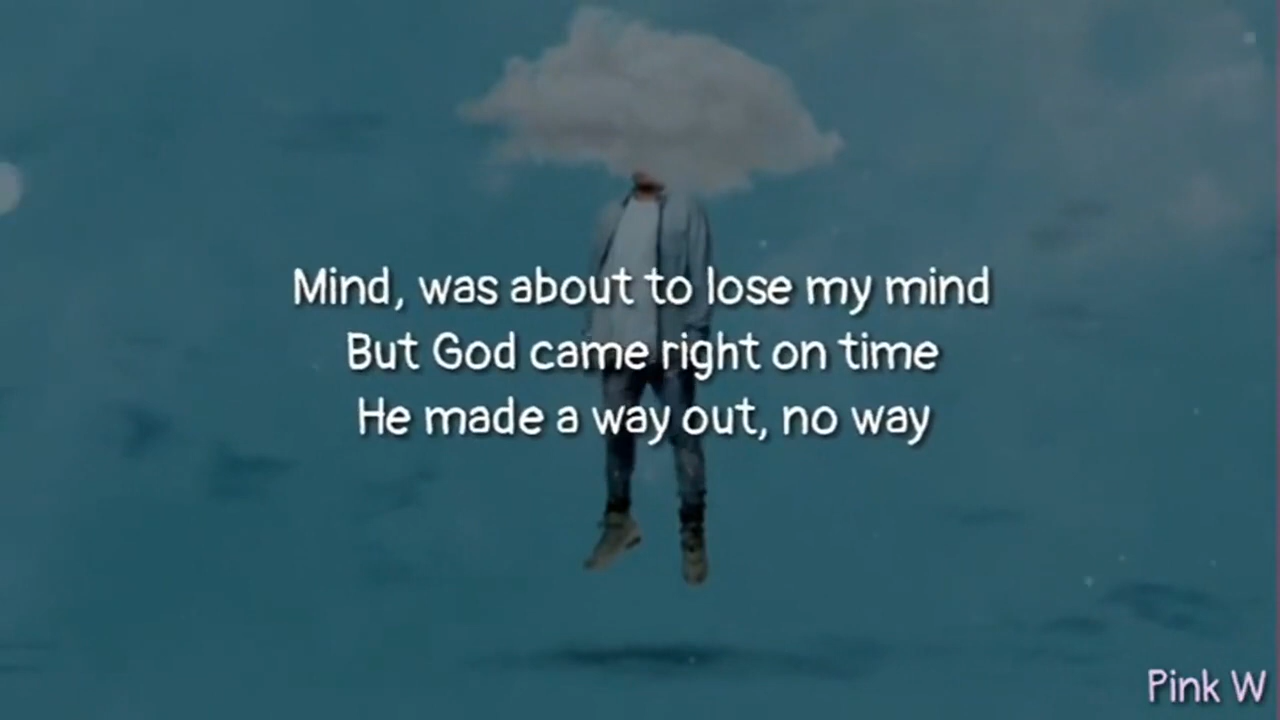 Mind, was about to lose my mind
But God came right on time
He made a way out, no way
Pink W